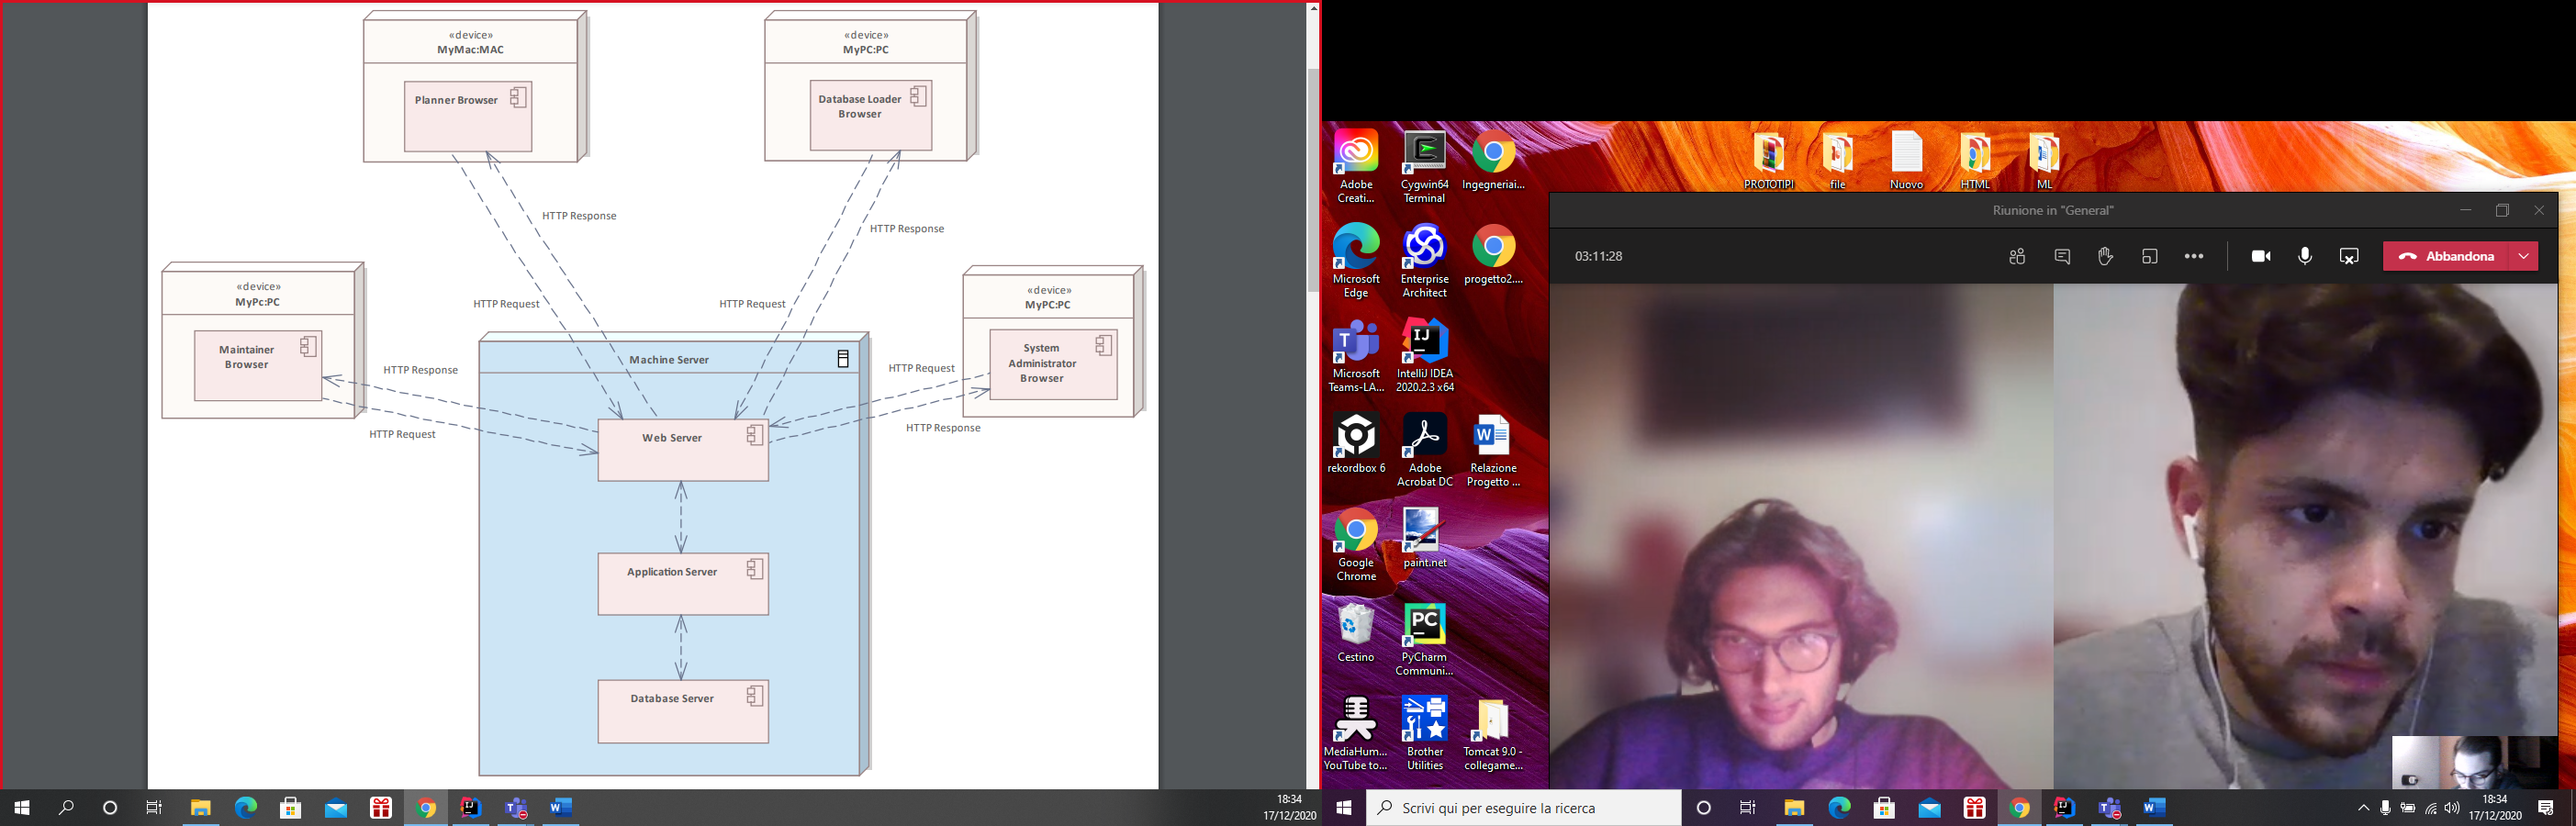 «device»
MyMac:MAC
Planner Browser
«device»
MyPC:PC
Database Loader
Browser
HTTP Response
HTTP Response
HTTP Request
HTTP Request
«device»
MyPc:PC
Maintainer
Browser
«device»
MyPC:PC
System
Administrator
Browser
HTTP Response
HTTP Request
HTTP Request
HTTP Response
Machine Server
Web Server
Application Server
Database Server
18:34
17/12/2020
Adobe
Creati...
Cygwin64
Terminal
Ingegneriai...
PROTOTIPI
file
Nuovo
HTML
ML
Microsoft
Edge
Enterprise
Architect
progetto2....
Microsoft
Teams-LA...
IntelliJ IDEA
2020.2.3 x64
rekordbox 6
Adobe
Acrobat DC
Relazione
Progetto ...
Google
Chrome
paint.net
Cestino
PyCharm
Communi...
MediaHum...
YouTube to...
Brother
Utilities
Tomcat 9.0 -
collegame...
Riunione in "General"
03:11:28
Abbandona
Scrivi qui per eseguire la ricerca
18:34
17/12/2020